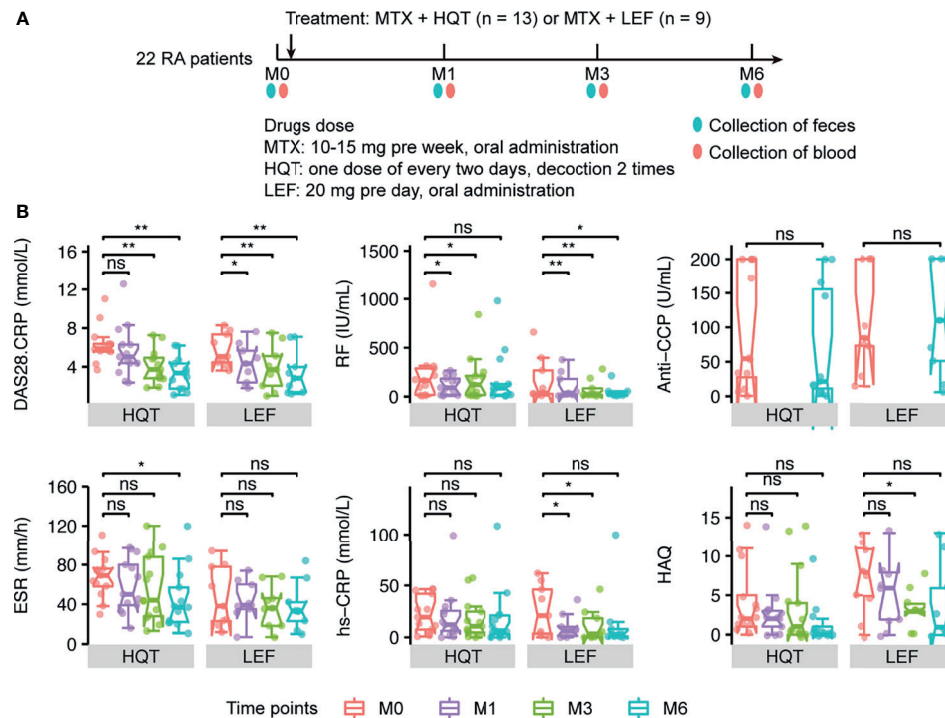 A
Treatment: MTX + HQT (n = 13) or MTX + LEF (n = 9)
22 RA patients
M0 M1 M3 M6
Drugs dose
MTX: 10-15 mg pre week, oral administration
HQT: one dose of every two days, decoction 2 times
LEF: 20 mg pre day, oral administration
Collection of feces
Collection of blood
B
DAS28.CRP (mmol/L)
16
12
8
4
** ** ns
** ** *
HQT LEF
RF (IU/mL)
1500
1000
500
0
ns * *
* ** **
HQT LEF
Anti-CCP (U/mL)
200
150
100
50
0
ns ns
HQT LEF
ESR (mm/h)
160
120
80
40
0
* ns ns
ns ns ns
HQT LEF
hs-CRP (mmol/L)
150
100
50
0
ns ns ns
ns * *
HQT LEF
HAQ
15
10
5
0
ns ns ns
ns * ns
HQT LEF
Time points M0 M1 M3 M6